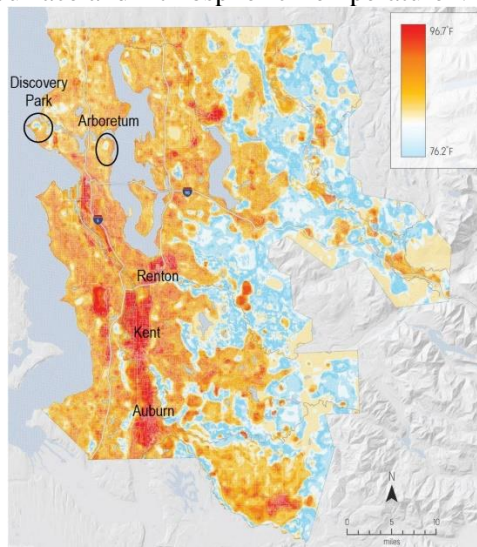 96.7°F
76.2°F
Discovery
Park
Arboretum
Renton
Kent
Auburn
N
0 5 10
miles